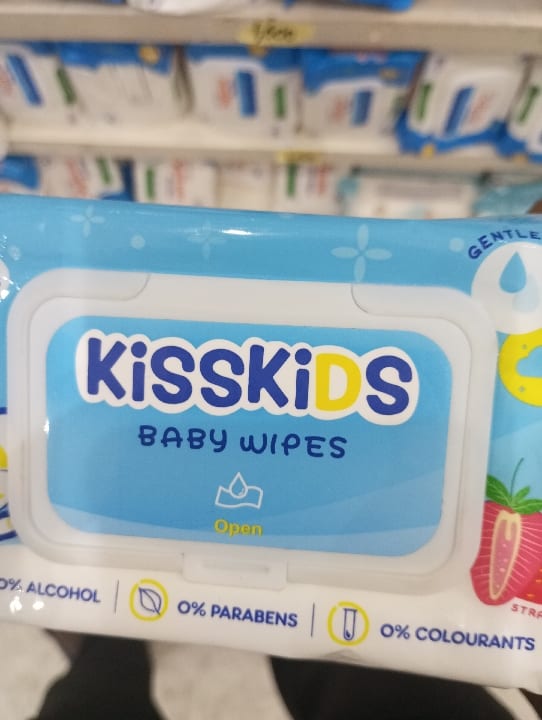 GENTLE
KiSSKiDS
BABY WIPES
Open
0% ALCOHOL
0% PARABENS
0% COLOURANTS